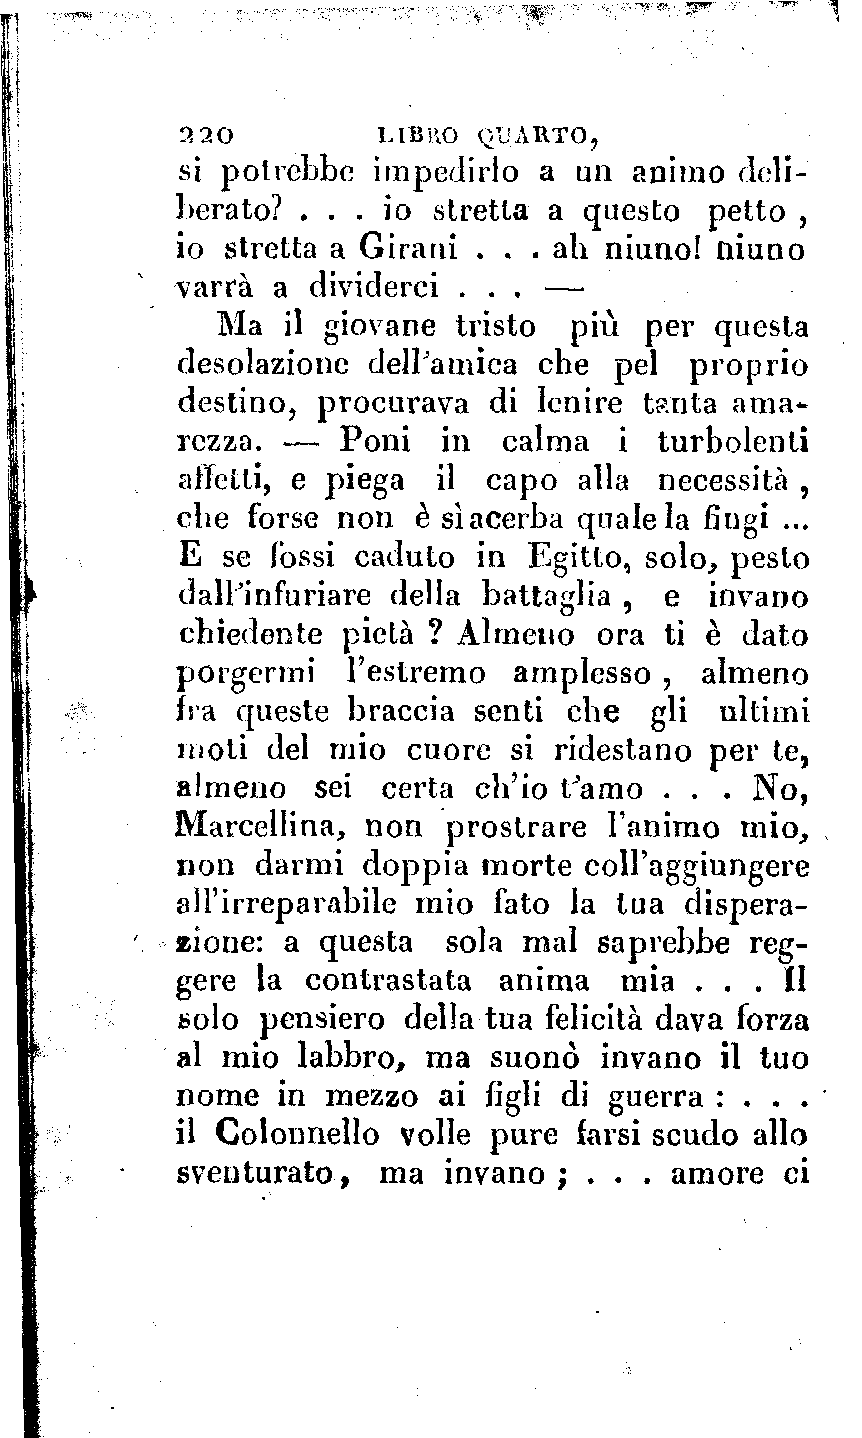 220 LIBRO QUARTO,
si potrebbe impedirlo a un animo deli-
berato? . . . io stretta a questo petto ,
io stretta a Girani . . . ah niuno! niuno
varrà a dividerci . . . —
Ma il giovane tristo più per questa
desolazione dell'amica che pel proprio
destino, procurava di lenire tanta ama-
rezza. — Poni in calma i turbolenti
affetti, e piega il capo alla necessità ,
che forse non è sì acerba quale la fingi ...
E se fossi caduto in Egitto, solo, pesto
dall'infuriare della battaglia , e invano
chiedente pietà ? Almeno ora ti è dato
porgermi l'estremo amplesso , almeno
fra queste braccia senti che gli ultimi
moti del mio cuore si ridestano per te,
almeno sei certa ch'io t'amo . . . No,
Marcellina, non prostrare l'animo mio,
non darmi doppia morte coll'aggiungere
all'irreparabile mio fato la tua dispera-
zione: a questa sola mal saprebbe reg-
gere la contrastata anima mia . . . Il
solo pensiero della tua felicità dava forza
al mio labbro, ma suonò invano il tuo
nome in mezzo ai figli di guerra : . . .
il Colonnello volle pure farsi scudo allo
sventurato, ma invano ; . . . amore ci